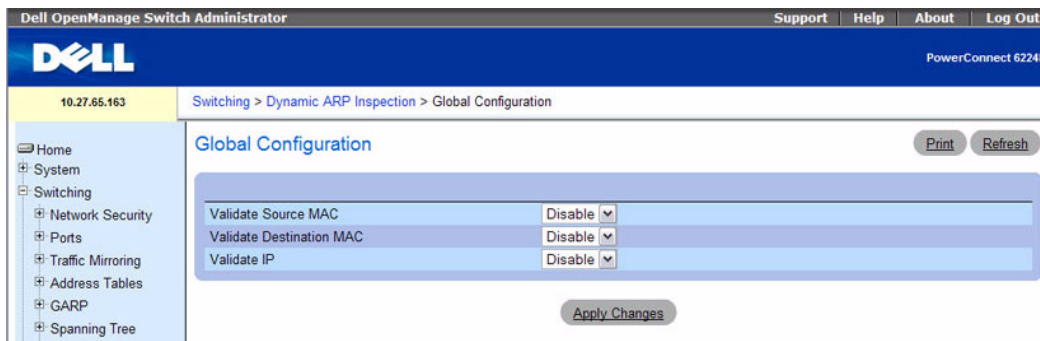 Dell OpenManage Switch Administrator
Support | Help | About | Log Out
DELL
PowerConnect 6224
10.27.65.163
Switching > Dynamic ARP Inspection > Global Configuration
Home
System
Switching
Network Security
Ports
Traffic Mirroring
Address Tables
GARP
Spanning Tree
Global Configuration
Print
Refresh
Validate Source MAC Disable
Validate Destination MAC Disable
Validate IP Disable
Apply Changes